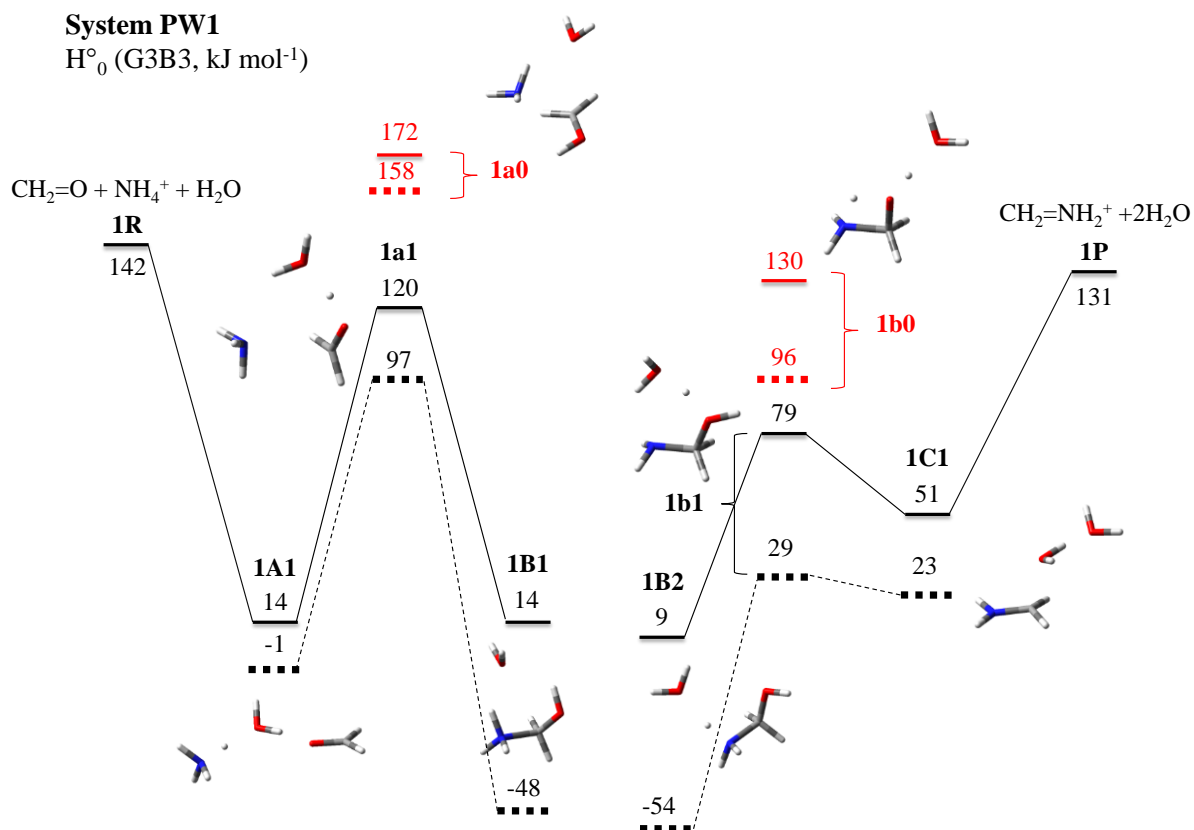 System PW1
H°0 (G3B3, kJ mol-1)
172
158
1a0
CH2=O + NH4+ + H2O
1R
142
1a1
120
97
130
96
1b0
CH2=NH2+ +2H2O
1P
131
79
1b1
29
1C1
51
23
1A1
14
-1
1B1
14
1B2
9
-48
-54